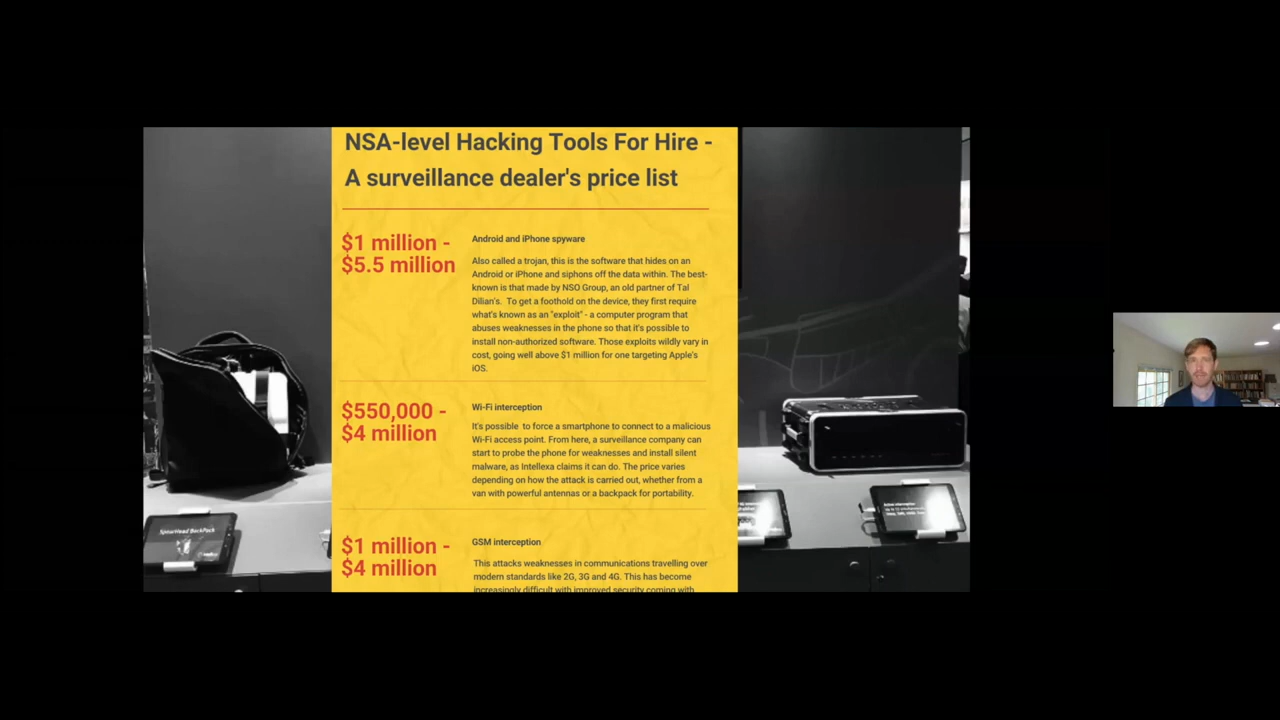 NSA-level Hacking Tools For Hire -
A surveillance dealer's price list
$1 million -
$5.5 million
Android and iPhone spyware
Also called a trojan, this is the software that hides on an
Android or iPhone and siphons off the data within. The best-
known is that made by NSO Group, an old partner of Tal
Dilian's. To get a foothold on the device, they first require
what's known as an "exploit" - a computer program that
abuses weaknesses in the phone so that it's possible to
install non-authorized software. Those exploits wildly vary in
cost, going well above $1 million for one targeting Apple's
iOS.
$550,000 -
$4 million
Wi-Fi interception
It's possible to force a smartphone to connect to a malicious
Wi-Fi access point. From here, a surveillance company can
start to probe the phone for weaknesses and install silent
malware, as Intellexa claims it can do. The price varies
depending on how the attack is carried out, whether from a
van with powerful antennas or a backpack for portability.
$1 million -
$4 million
GSM interception
This attacks weaknesses in communications travelling over
modern standards like 2G, 3G and 4G. This has become
increasingly difficult with improved security coming with
SpearHead BackPack